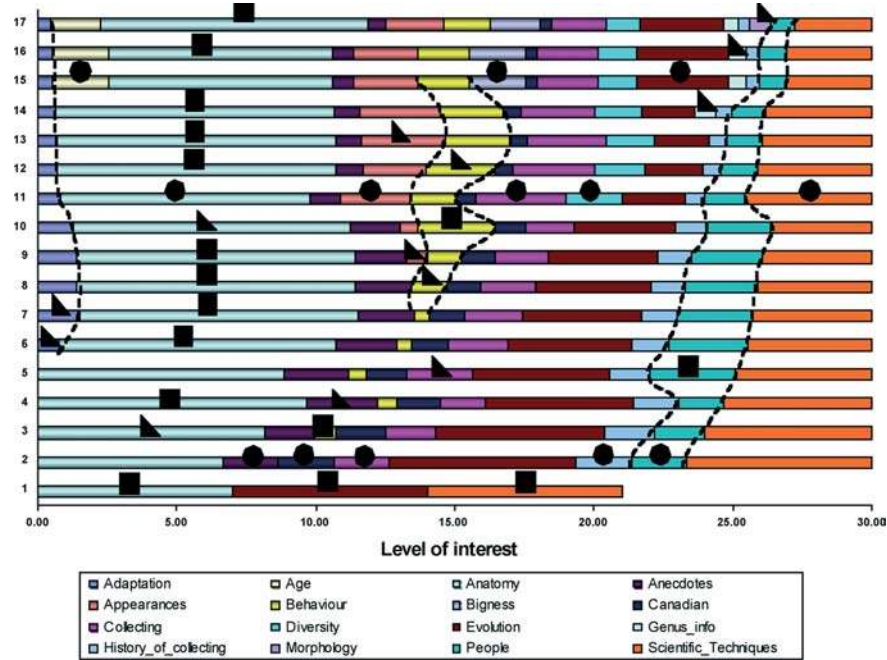 17
16
15
14
13
12
11
10
9
8
7
6
5
4
3
2
1
0.00 5.00 10.00 15.00 20.00 25.00 30.00
Level of interest
Adaptation Age Anatomy Anecdotes
Appearances Behaviour Bigness Canadian
Collecting Diversity Evolution Genus_info
History_of_collecting Morphology People Scientific_Techniques